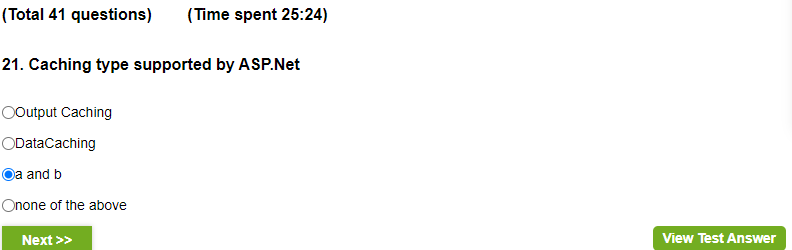 (Total 41 questions) (Time spent 25:24)
21. Caching type supported by ASP.Net
Output Caching
DataCaching
a and b
none of the above
Next >> View Test Answer